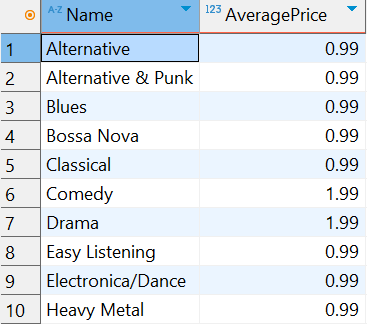 A-Z Name 123 AveragePrice
1 Alternative 0.99
2 Alternative & Punk 0.99
3 Blues 0.99
4 Bossa Nova 0.99
5 Classical 0.99
6 Comedy 1.99
7 Drama 1.99
8 Easy Listening 0.99
9 Electronica/Dance 0.99
10 Heavy Metal 0.99